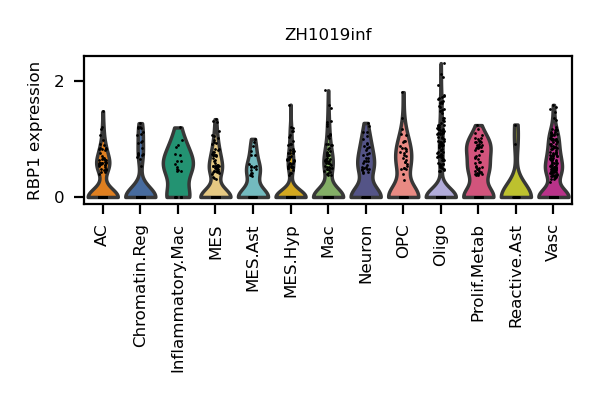 ZH1019inf
RBP1 expression
2
0
AC
Chromatin.Reg
Inflammatory.Mac
MES
MES.Ast
MES.Hyp
Mac
Neuron
OPC
Oligo
Prolif.Metab
Reactive.Ast
Vasc